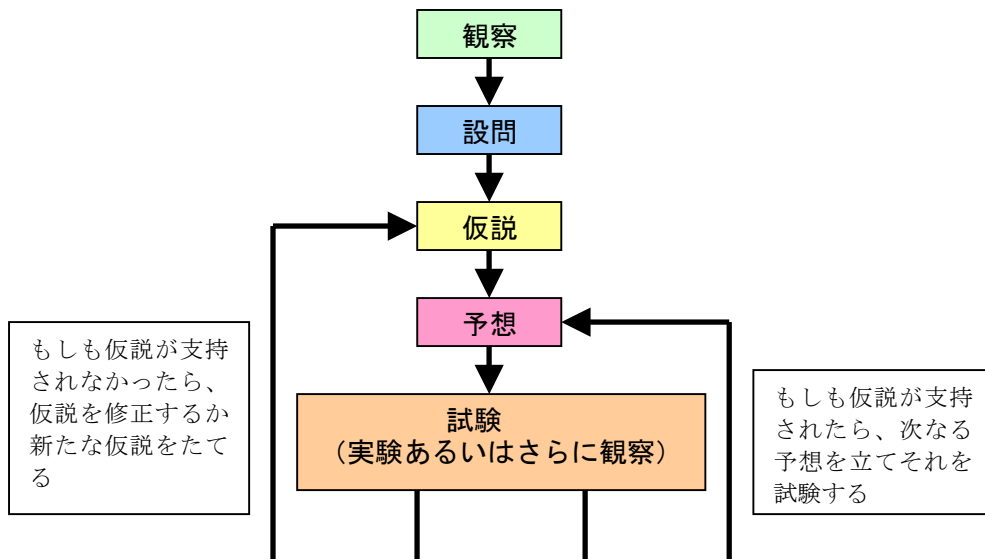 観察
設問
仮説
予想
もしも仮説が支持
されなかったら、
仮説を修正するか
新たな仮説をたて
る
試験
(実験あるいはさらに観察)
もしも仮説が支持
されたら、次なる
予想を立てそれを
試験する